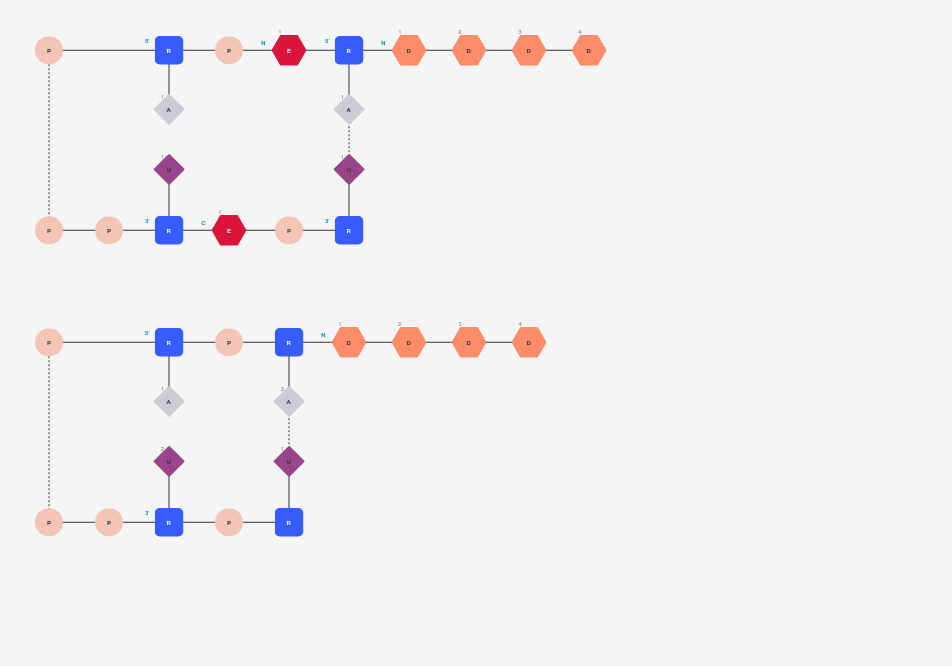 1 1 2 3 4
5' N 5' N
P R P E R D D D D
1 1
A A
1 1
U U
1
3' C 3'
P P R E P R
1 2 3 4
5' N
P R P R D D D D
1 2
A A
2 1
U U
3'
P P R P R